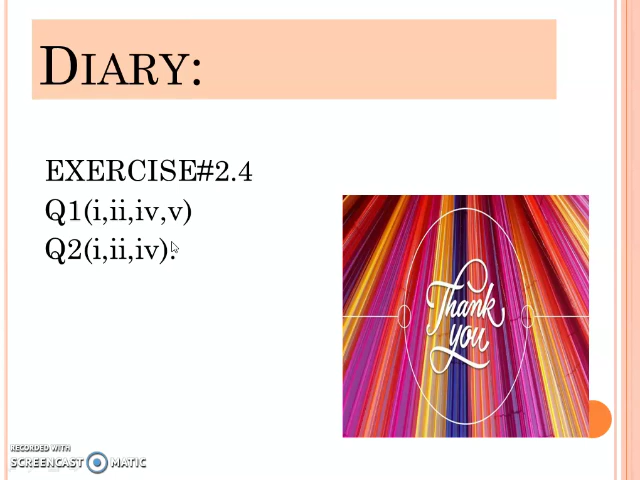 DIARY:
EXERCISE#2.4
Q1(i,ii,iv,v)
Q2(i,ii,iv).
Thank
you
RECORDED WITH
SCREENCAST MATIC